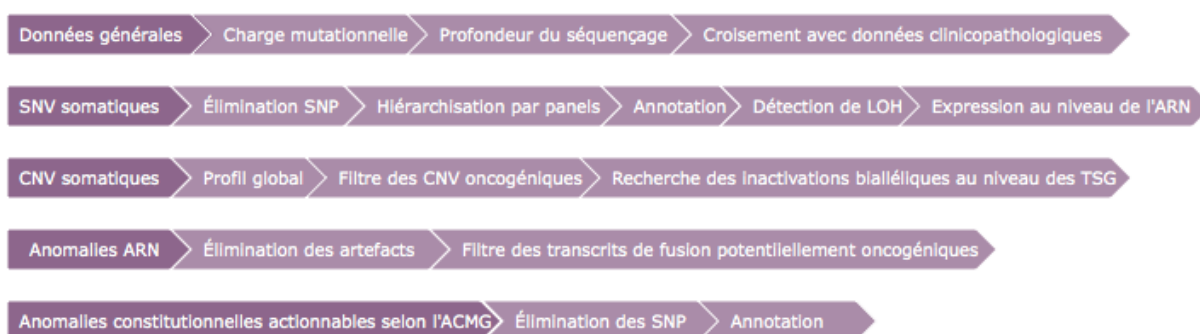 Données générales Charge mutationnelle Profondeur du séquençage Croisement avec données clinicopathologiques
SNV somatiques Élimination SNP Hiérarchisation par panels Annotation Détection de LOH Expression au niveau de l'ARN
CNV somatiques Profil global Filtre des CNV oncogéniques Recherche des inactivations bialléliques au niveau des TSG
Anomalies ARN Élimination des artefacts Filtre des transcrits de fusion potentiellement oncogéniques
Anomalies constitutionnelles actionnables selon l'ACMG Élimination des SNP Annotation